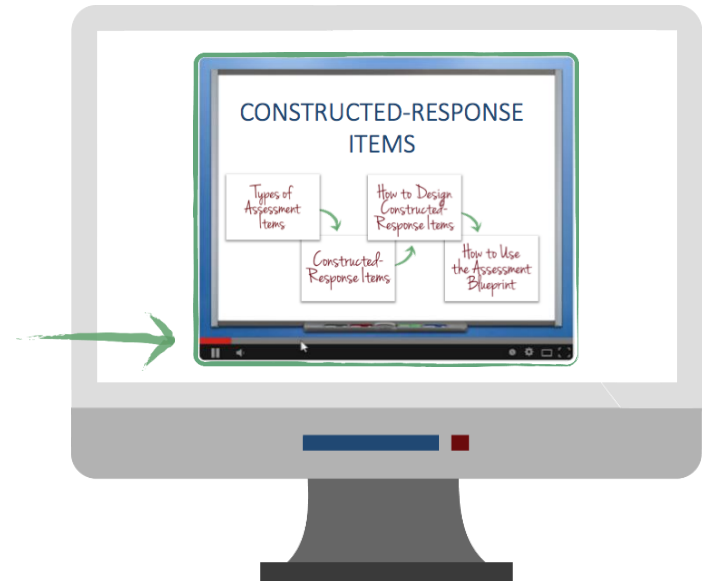 CONSTRUCTED-RESPONSE
ITEMS
Types of
Assessment
Items
Constructed-
Response Items
How to Design
Constructed-
Response Items
How to Use
the Assessment
Blueprint